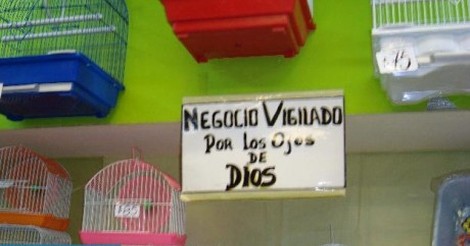 NEGOCIO VIGILADO
POR LOS OJOS
DE
DIOS